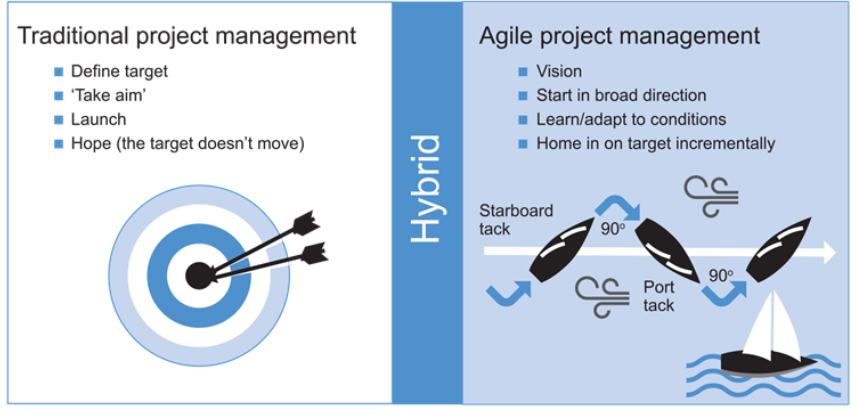 Traditional project management
Define target
‘Take aim’
Launch
Hope (the target doesn’t move)
Hybrid
Agile project management
Vision
Start in broad direction
Learn/adapt to conditions
Home in on target incrementally
Starboard
tack
90°
Port
tack
90°